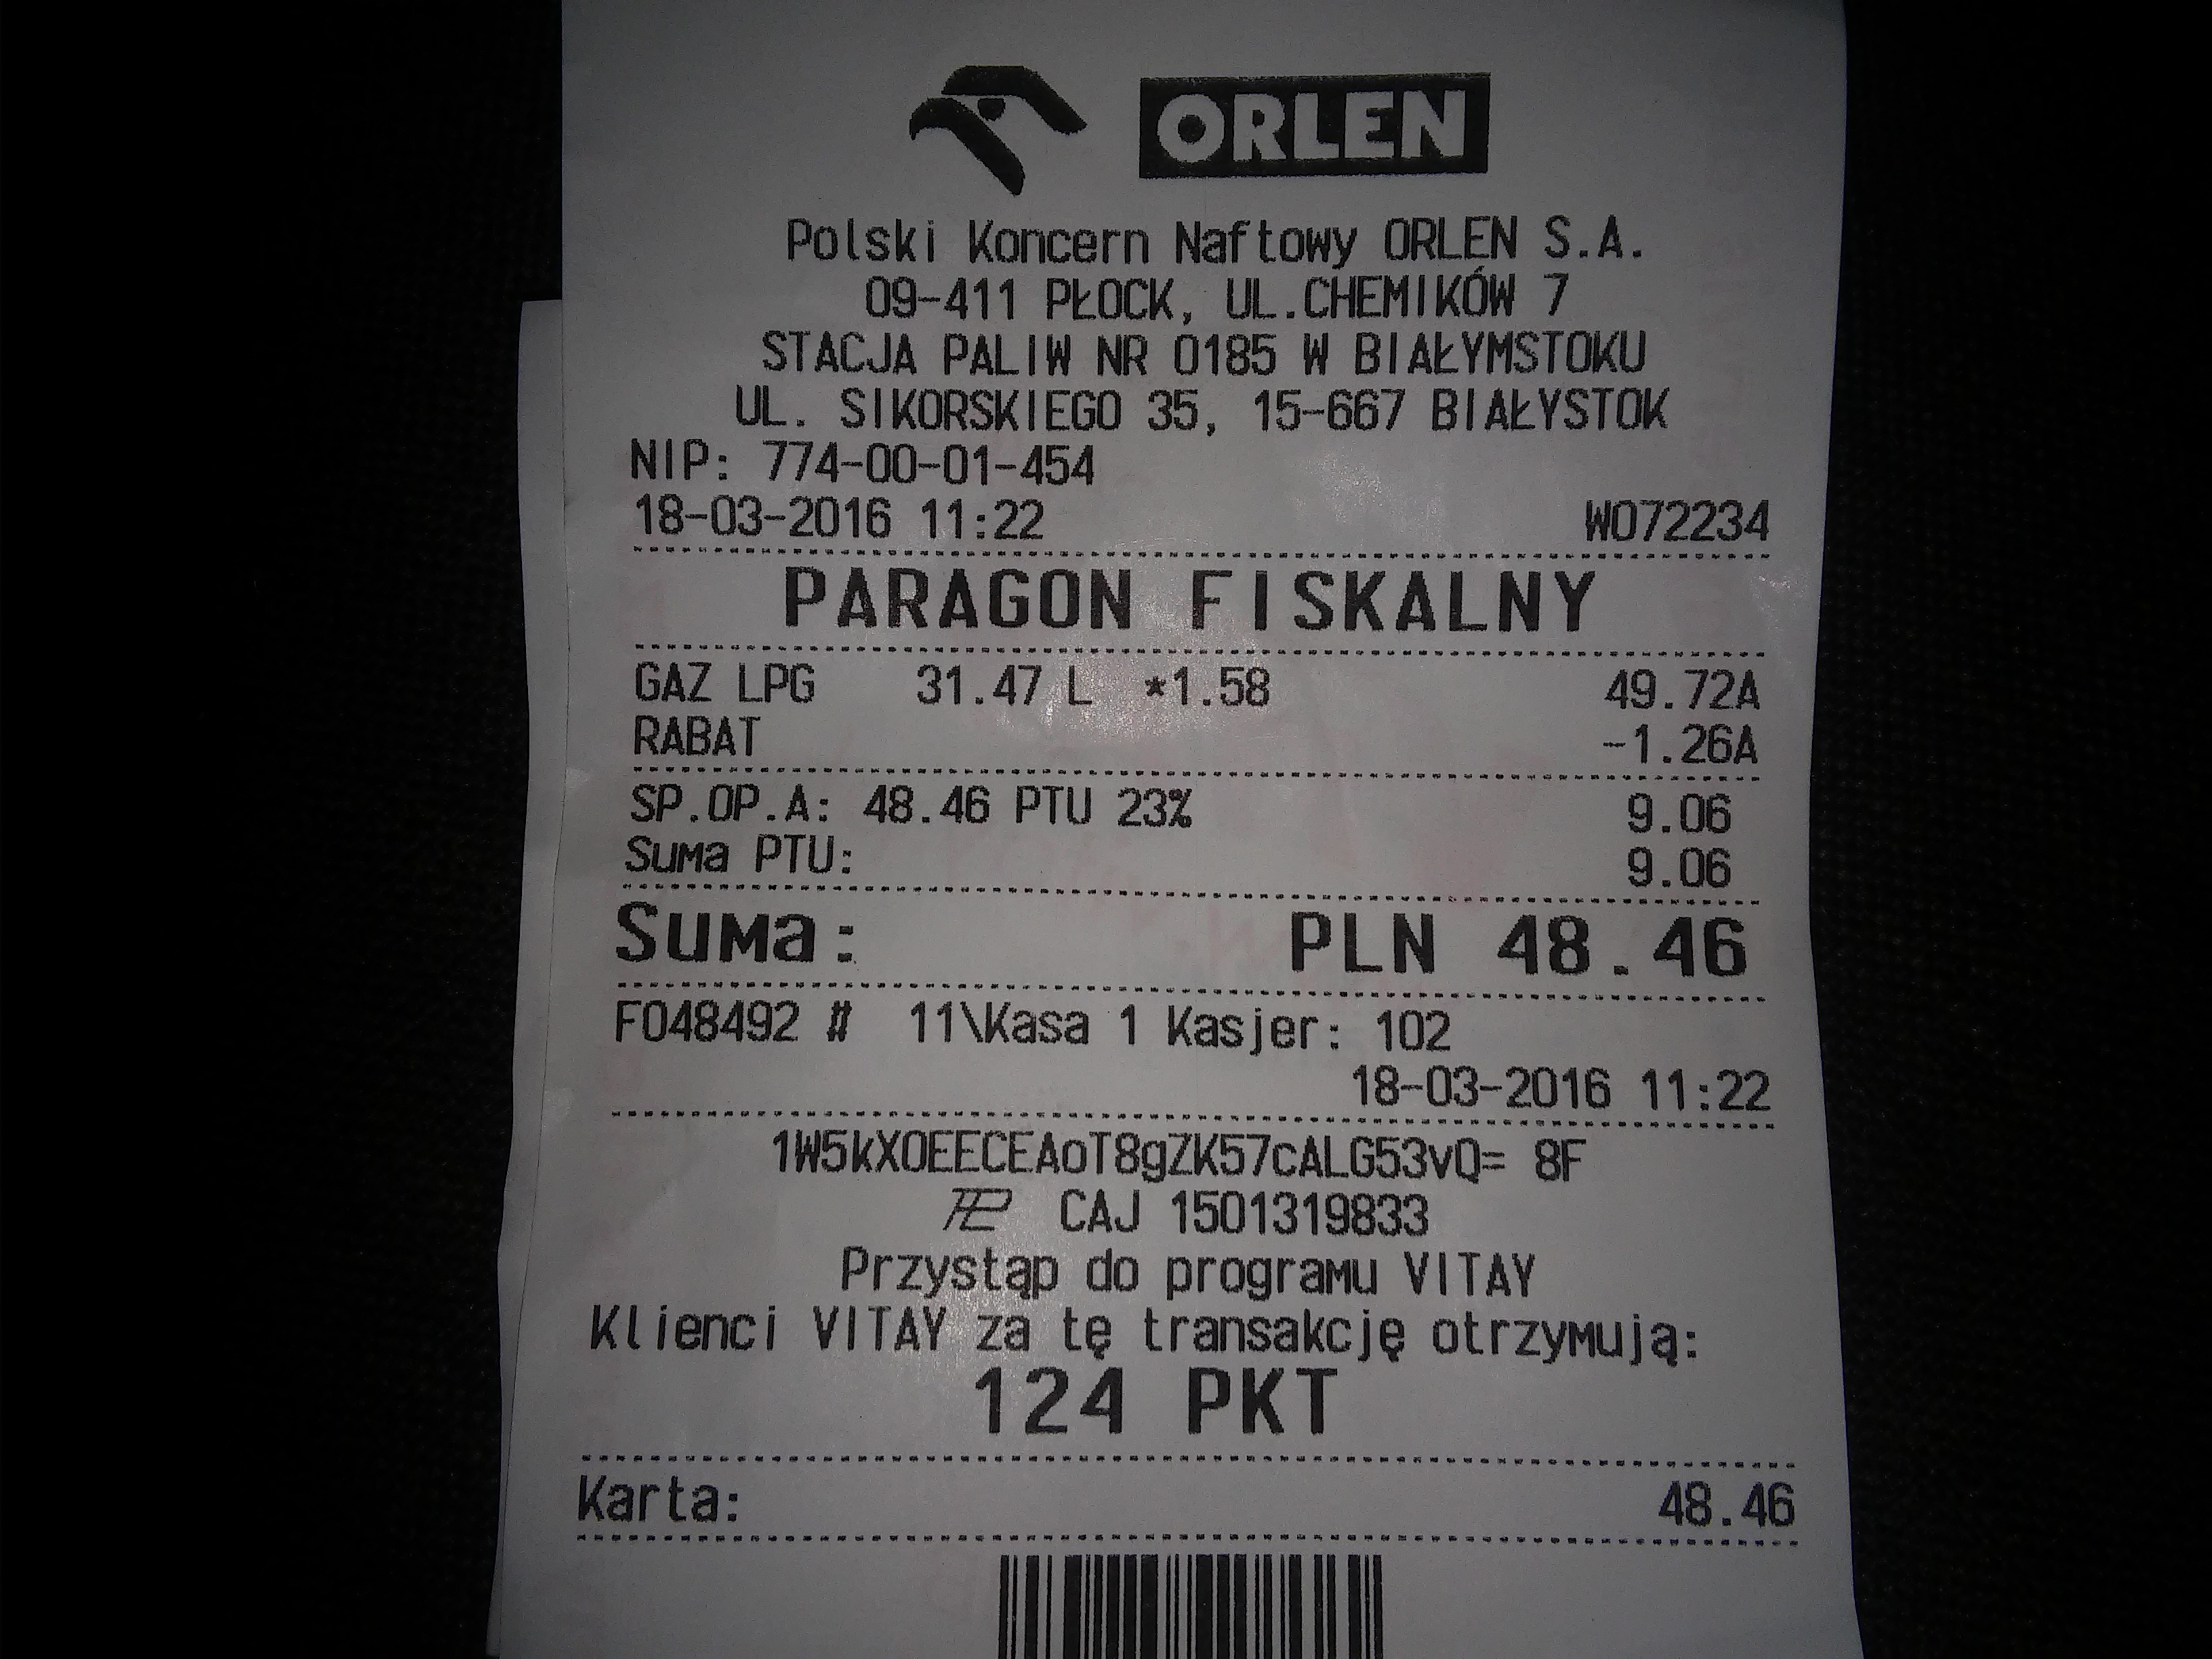 ORLEN
Polski Koncern Naftowy ORLEN S.A.
09-411 PŁOCK, UL.CHEMIKÓW 7
STACJA PALIW NR 0185 W BIAŁYMSTOKU
UL. SIKORSKIEGO 35, 15-667 BIAŁYSTOK
NIP: 774-00-01-454
18-03-2016 11:22 W072234
PARAGON FISKALNY
GAZ LPG 31.47 L *1.58 49.72A
RABAT -1.26A
SP.OP.A: 48.46 PTU 23% 9.06
Suma PTU: 9.06
Suma: PLN 48.46
F048492 # 11\Kasa 1 Kasjer: 102
18-03-2016 11:22
1W5kX0EECEAoT8gZK57cALG53vQ= 8F
CAJ 1501319833
Przystąp do programu VITAY
Klienci VITAY za tę transakcję otrzymują:
124 PKT
Karta: 48.46